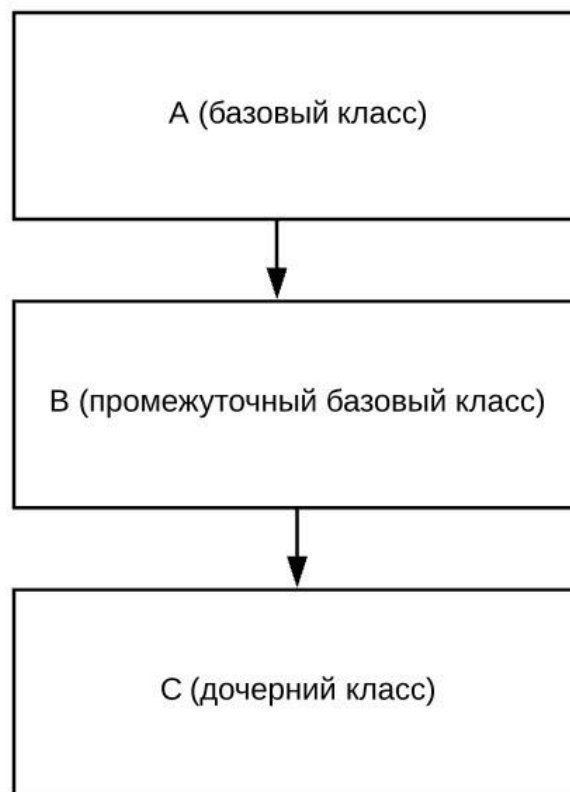 А (базовый класс)
В (промежуточный базовый класс)
С (дочерний класс)